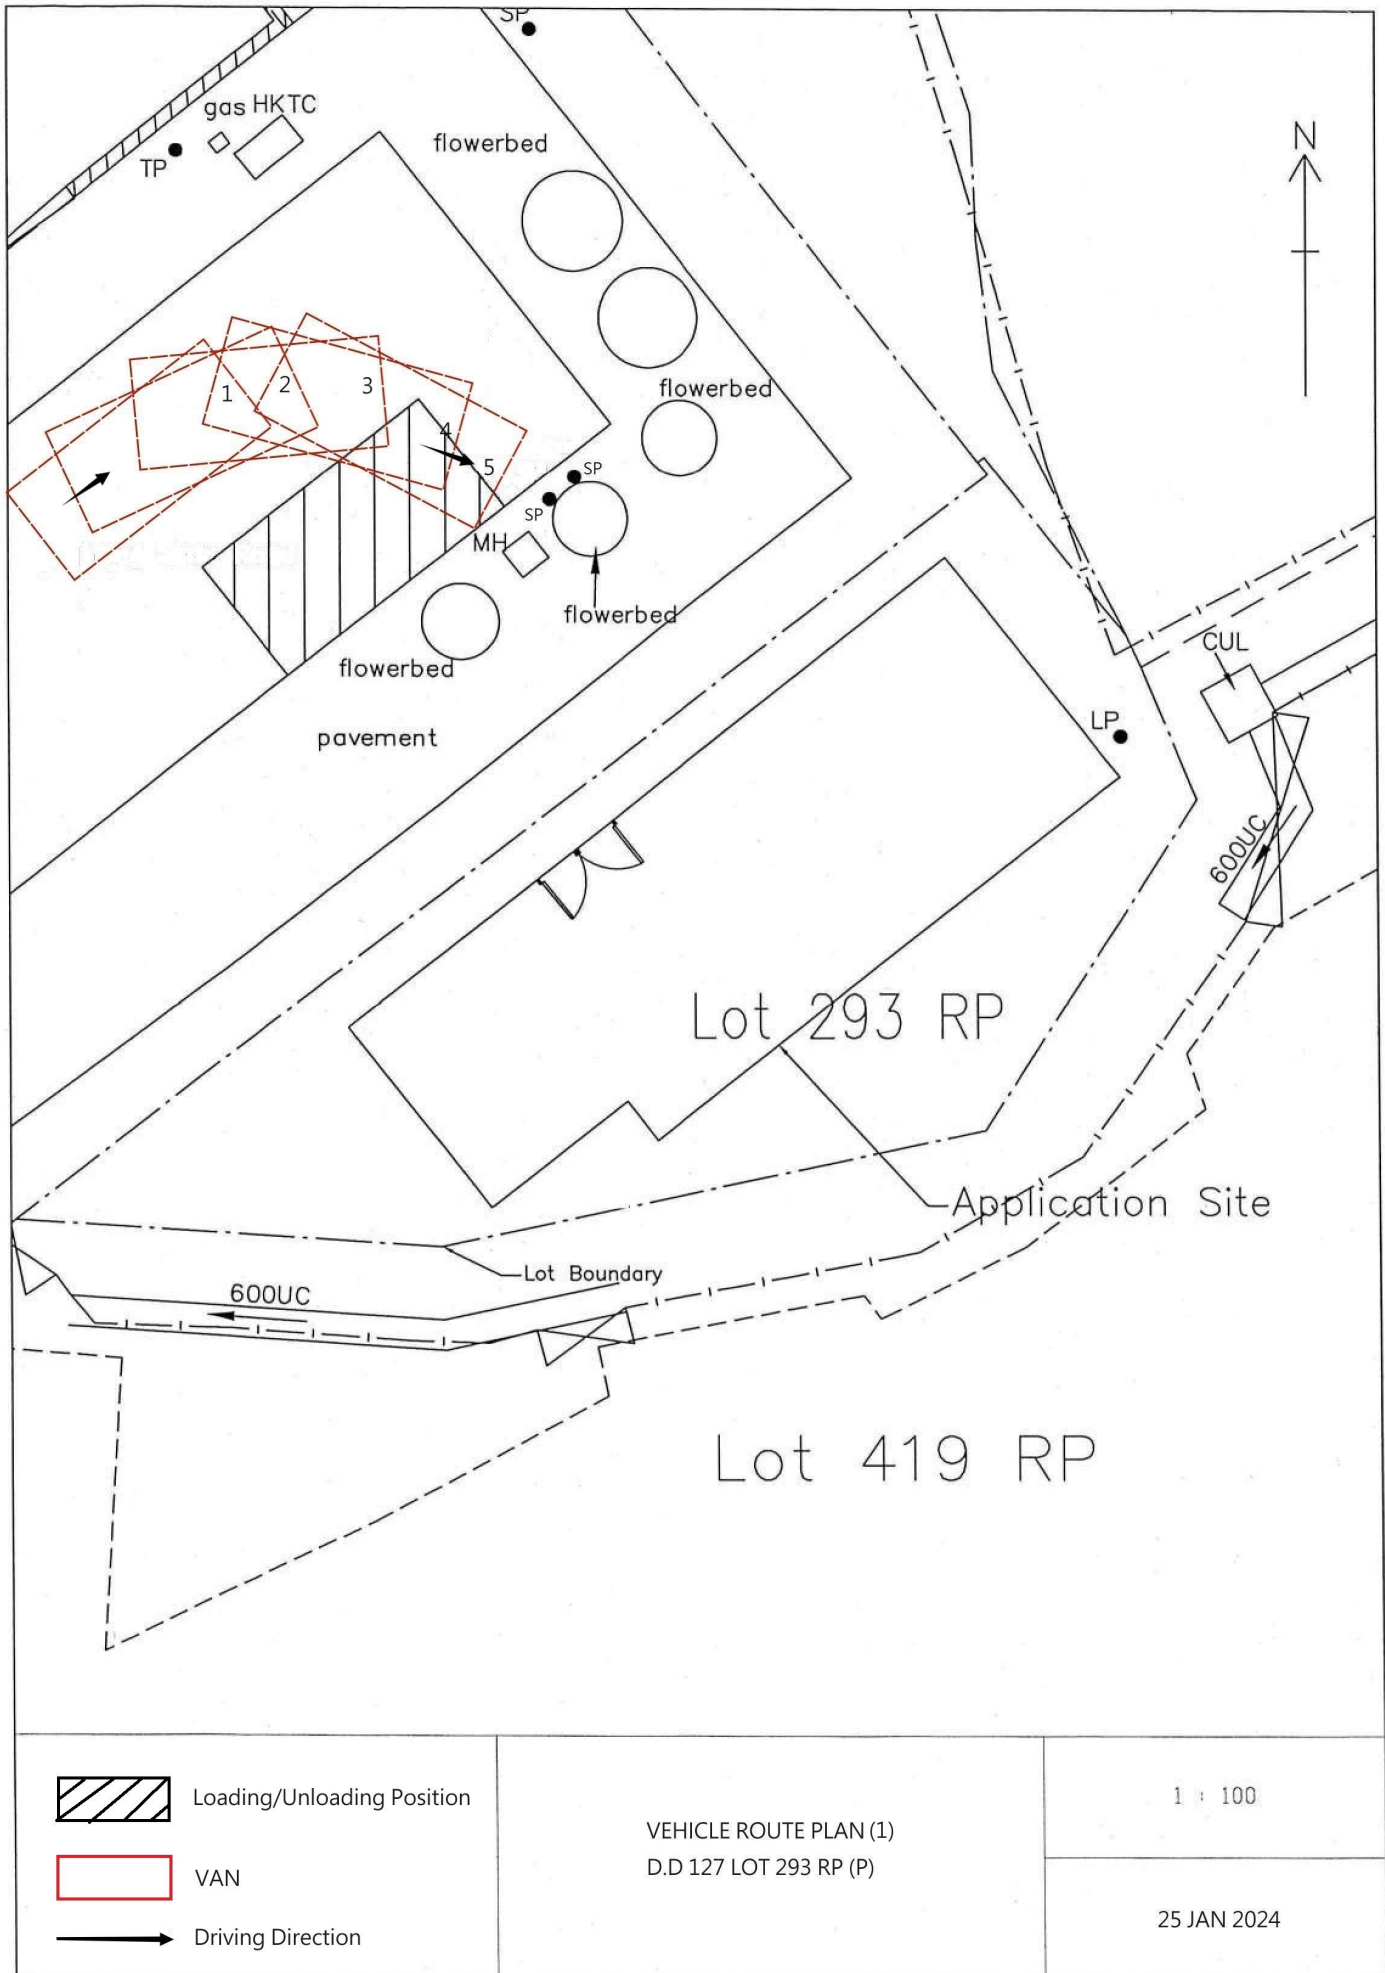 SP
gas HKTC
TP
flowerbed
N
flowerbed
1
2
3
4
5
SP
SP
MH
flowerbed
flowerbed
pavement
CUL
LP
600UC
Lot 293 RP
Application Site
Lot Boundary
600UC
Lot 419 RP
Loading/Unloading Position
VAN
Driving Direction
VEHICLE ROUTE PLAN (1)
D.D 127 LOT 293 RP (P)
1 : 100
25 JAN 2024